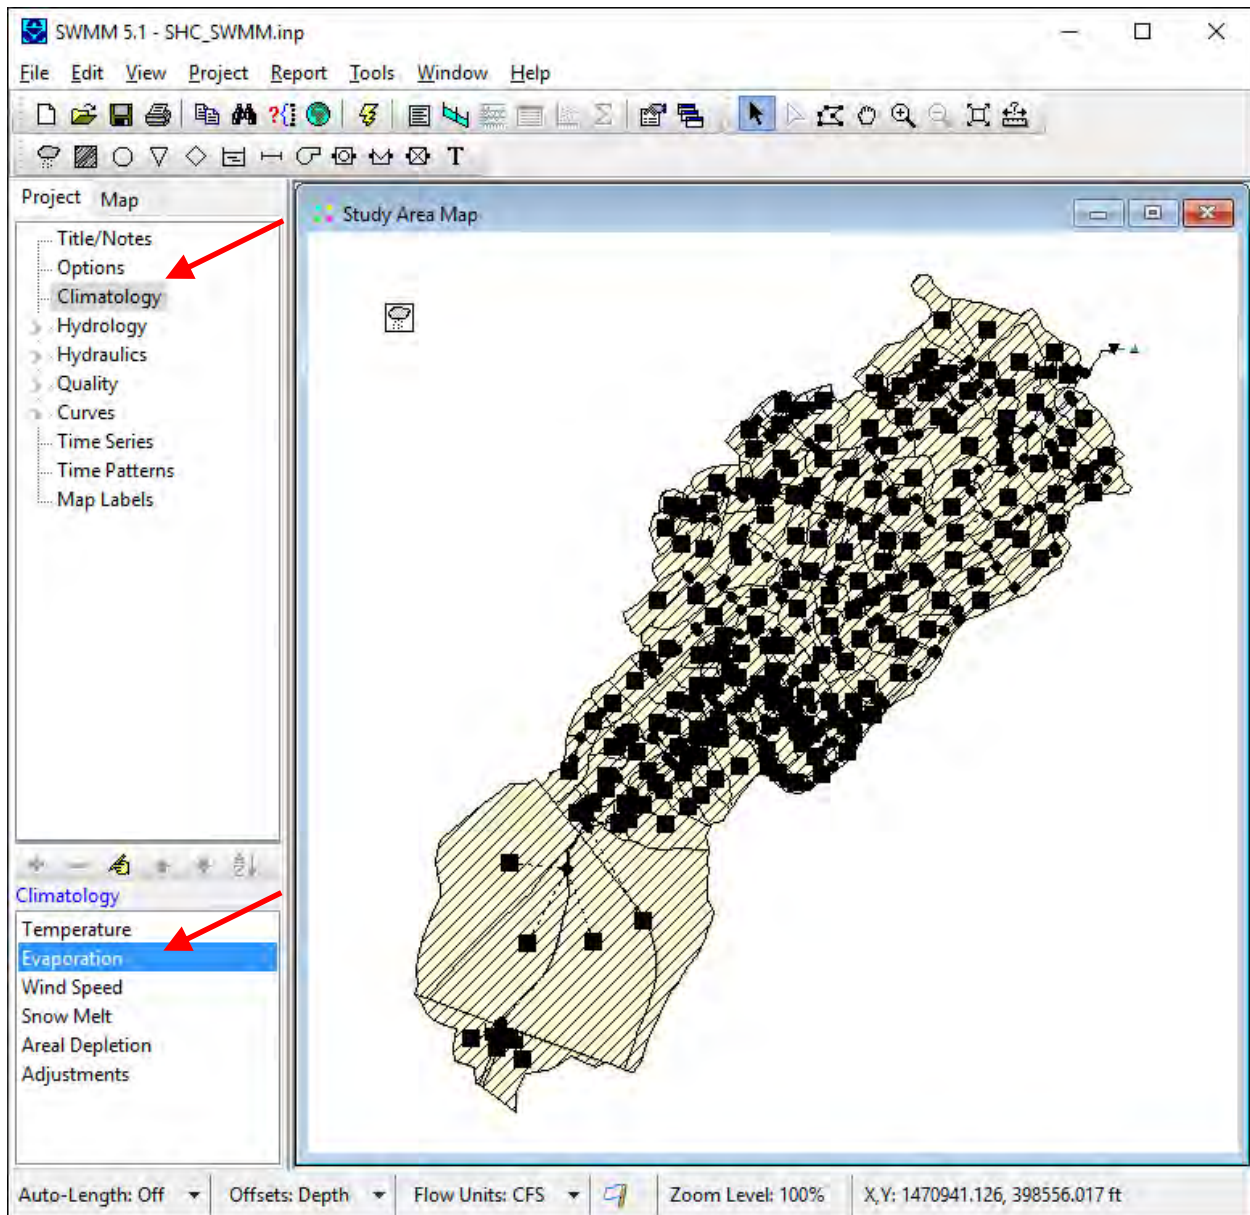 SWMM 5.1 - SHC_SWMM.inp
File Edit View Project Report Tools Window Help
T
Project Map
Title/Notes
Options
Climatology
Hydrology
Hydraulics
Quality
Curves
Time Series
Time Patterns
Map Labels
Climatology
Temperature
Evaporation
Wind Speed
Snow Melt
Areal Depletion
Adjustments
Study Area Map
Auto-Length: Off Offsets: Depth Flow Units: CFS Zoom Level: 100% X,Y: 1470941.126, 398556.017 ft